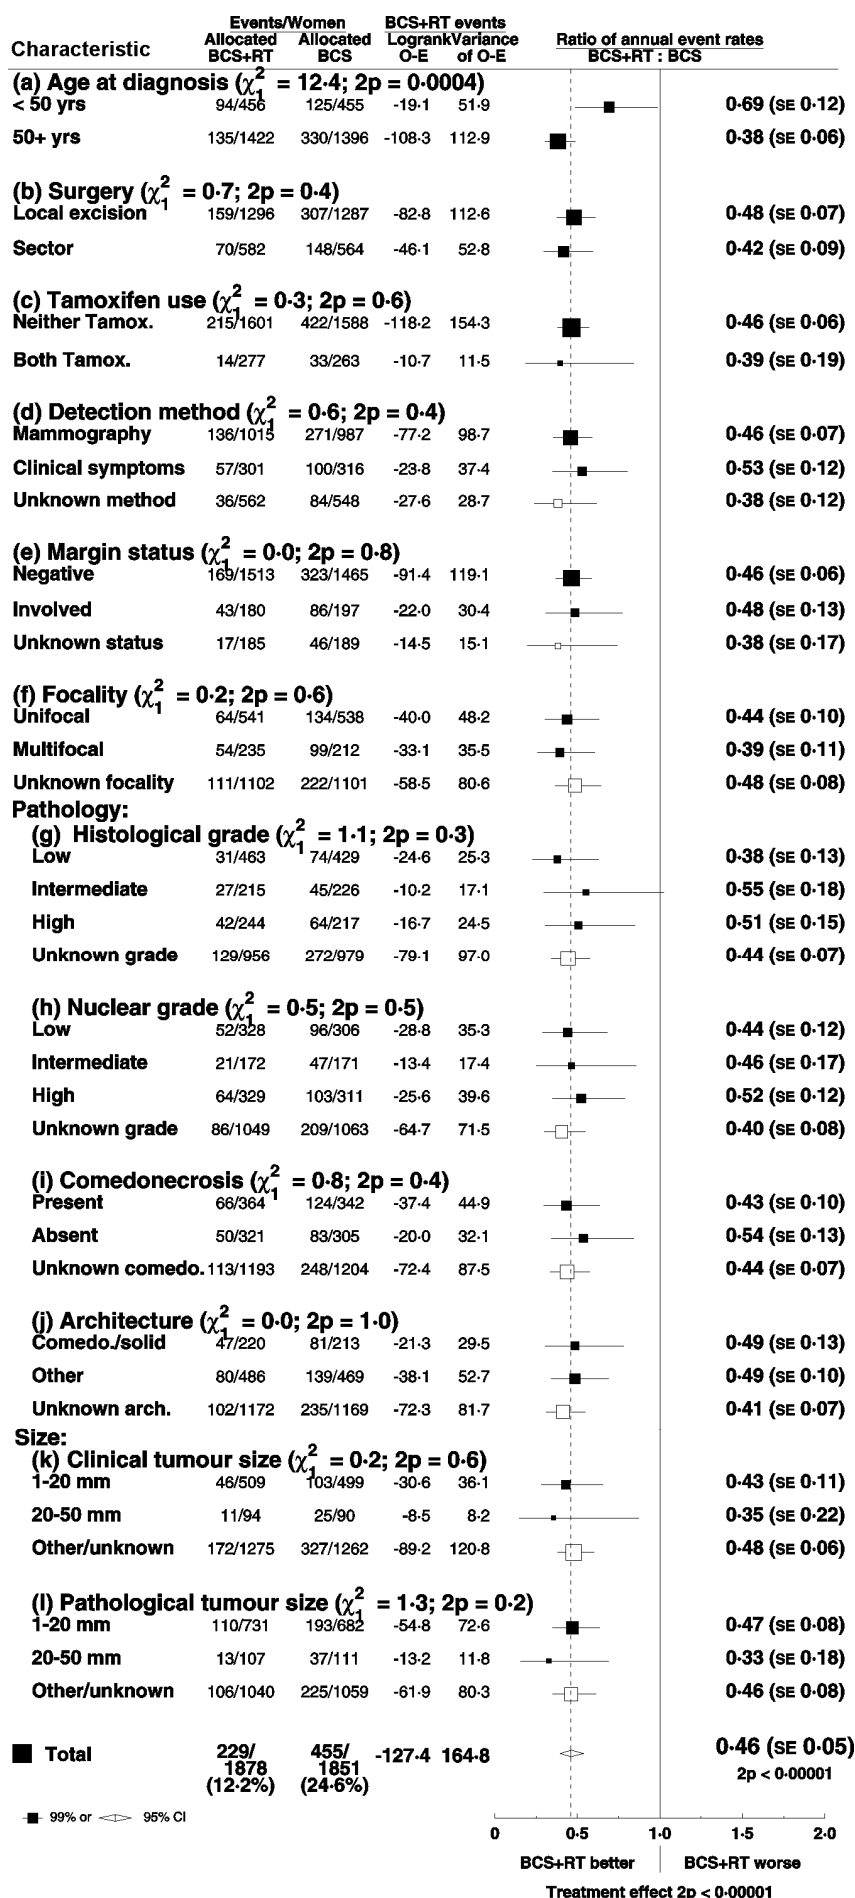 Events/Women BCS+RT events
Allocated Allocated Logrank Variance Ratio of annual event rates
Characteristic BCS+RT BCS O-E of O-E BCS+RT : BCS
(a) Age at diagnosis (χ²₁ = 12·4; 2p = 0·0004)
< 50 yrs 94/456 125/455 -19·1 51·9 0·69 (SE 0·12)
50+ yrs 135/1422 330/1396 -108·3 112·9 0·38 (SE 0·06)
(b) Surgery (χ²₁ = 0·7; 2p = 0·4)
Local excision 159/1296 307/1287 -82·8 112·6 0·48 (SE 0·07)
Sector 70/582 148/564 -46·1 52·8 0·42 (SE 0·09)
(c) Tamoxifen use (χ²₁ = 0·3; 2p = 0·6)
Neither Tamox. 215/1601 422/1588 -118·2 154·3 0·46 (SE 0·06)
Both Tamox. 14/277 33/263 -10·7 11·5 0·39 (SE 0·19)
(d) Detection method (χ²₁ = 0·6; 2p = 0·4)
Mammography 136/1015 271/987 -77·2 98·7 0·46 (SE 0·07)
Clinical symptoms 57/301 100/316 -23·8 37·4 0·53 (SE 0·12)
Unknown method 36/562 84/548 -27·6 28·7 0·38 (SE 0·12)
(e) Margin status (χ²₁ = 0·0; 2p = 0·8)
Negative 169/1513 323/1465 -91·4 119·1 0·46 (SE 0·06)
Involved 43/180 86/197 -22·0 30·4 0·48 (SE 0·13)
Unknown status 17/185 46/189 -14·5 15·1 0·38 (SE 0·17)
(f) Focality (χ²₁ = 0·2; 2p = 0·6)
Unifocal 64/541 134/538 -40·0 48·2 0·44 (SE 0·10)
Multifocal 54/235 99/212 -33·1 35·5 0·39 (SE 0·11)
Unknown focality 111/1102 222/1101 -58·5 80·6 0·48 (SE 0·08)
Pathology:
(g) Histological grade (χ²₁ = 1·1; 2p = 0·3)
Low 31/463 74/429 -24·6 25·3 0·38 (SE 0·13)
Intermediate 27/215 45/226 -10·2 17·1 0·55 (SE 0·18)
High 42/244 64/217 -16·7 24·5 0·51 (SE 0·15)
Unknown grade 129/956 272/979 -79·1 97·0 0·44 (SE 0·07)
(h) Nuclear grade (χ²₁ = 0·5; 2p = 0·5)
Low 52/328 96/306 -28·8 35·3 0·44 (SE 0·12)
Intermediate 21/172 47/171 -13·4 17·4 0·46 (SE 0·17)
High 64/329 103/311 -25·6 39·6 0·52 (SE 0·12)
Unknown grade 86/1049 209/1063 -64·7 71·5 0·40 (SE 0·08)
(i) Comedonecrosis (χ²₁ = 0·8; 2p = 0·4)
Present 66/364 124/342 -37·4 44·9 0·43 (SE 0·10)
Absent 50/321 83/305 -20·0 32·1 0·54 (SE 0·13)
Unknown comedo. 113/1193 248/1204 -72·4 87·5 0·44 (SE 0·07)
(j) Architecture (χ²₁ = 0·0; 2p = 1·0)
Comedo./solid 47/220 81/213 -21·3 29·5 0·49 (SE 0·13)
Other 80/486 139/469 -38·1 52·7 0·49 (SE 0·10)
Unknown arch. 102/1172 235/1169 -72·3 81·7 0·41 (SE 0·07)
Size:
(k) Clinical tumour size (χ²₁ = 0·2; 2p = 0·6)
1-20 mm 46/509 103/499 -30·6 36·1 0·43 (SE 0·11)
20-50 mm 11/94 25/90 -8·5 8·2 0·35 (SE 0·22)
Other/unknown 172/1275 327/1262 -89·2 120·8 0·48 (SE 0·06)
(l) Pathological tumour size (χ²₁ = 1·3; 2p = 0·2)
1-20 mm 110/731 193/682 -54·8 72·6 0·47 (SE 0·08)
20-50 mm 13/107 37/111 -13·2 11·8 0·33 (SE 0·18)
Other/unknown 106/1040 225/1059 -61·9 80·3 0·46 (SE 0·08)
Total 229/ 455/ -127·4 164·8 0·46 (SE 0·05)
1878 1851 2p < 0·00001
(12·2%) (24·6%)
99% or 95% CI
0 0·5 1·0 1·5 2·0
BCS+RT better BCS+RT worse
Treatment effect 2p < 0·00001